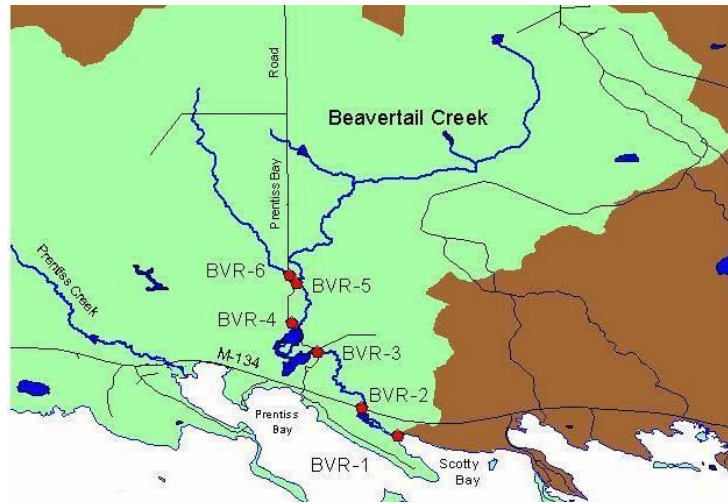 Road
Beavertail Creek
Prentiss Bay
Prentiss Creek
BVR-6
BVR-5
BVR-4
BVR-3
M-134
BVR-2
Prentiss
Bay
BVR-1
Scotty
Bay